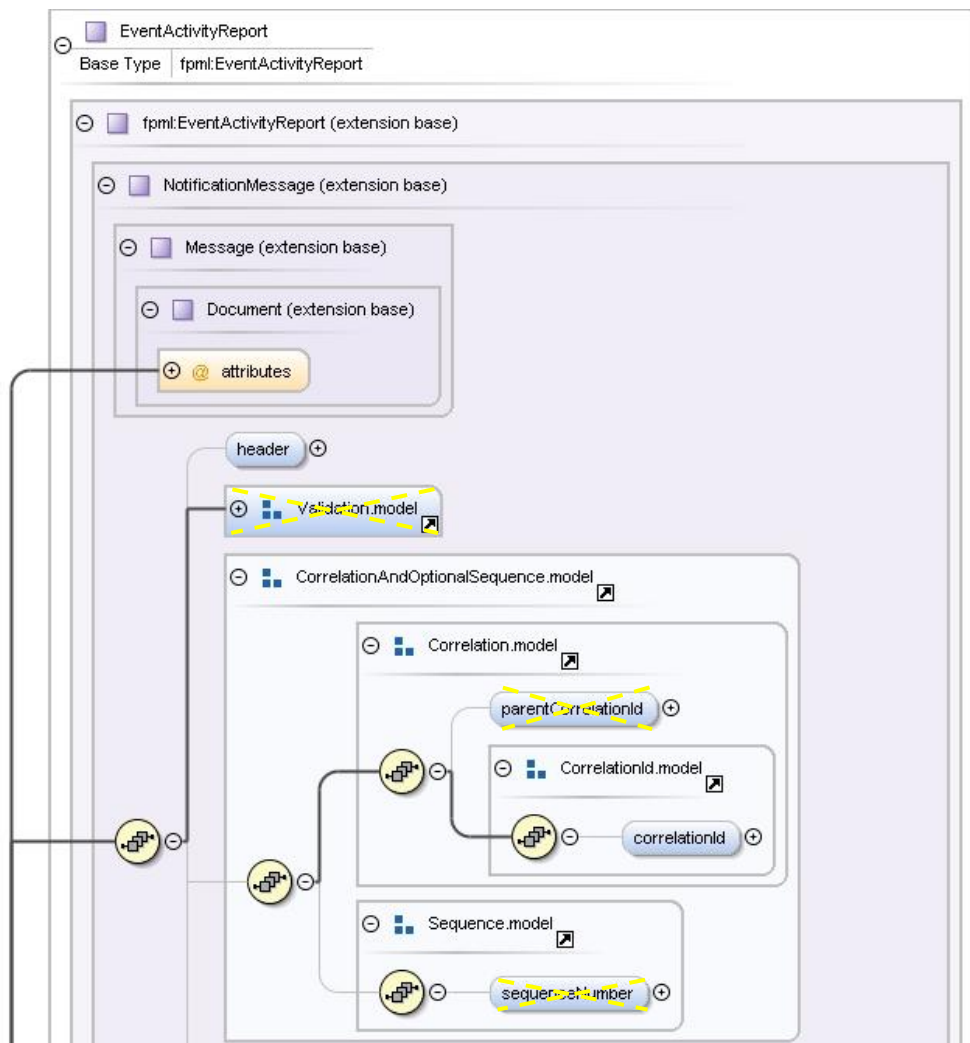 EventActivityReport
Base Type fpml:EventActivityReport
fpml:EventActivityReport (extension base)
NotificationMessage (extension base)
Message (extension base)
Document (extension base)
@ attributes
header
Validation.model
CorrelationAndOptionalSequence.model
Correlation.model
parentCorrelationId
CorrelationId.model
correlationId
Sequence.model
sequenceNumber